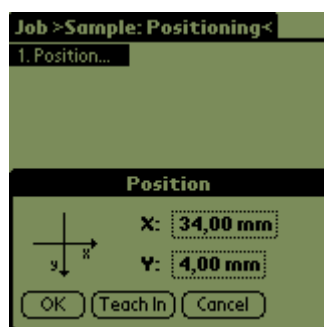 Job >Sample: Positioning<
1. Position...
Position
X: 34,00 mm
x
y
Y: 4,00 mm
OK Teach In Cancel